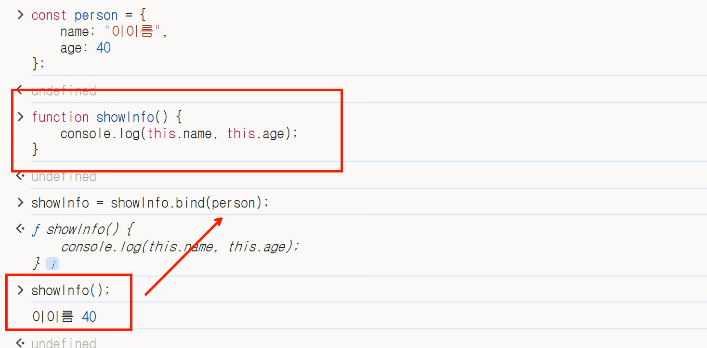 const person = {
name: "이이름",
age: 40
};
undefined
function showInfo() {
console.log(this.name, this.age);
}
undefined
showInfo = showInfo.bind(person);
ƒ showInfo() {
console.log(this.name, this.age);
} i
showInfo();
이이름 40
undefined